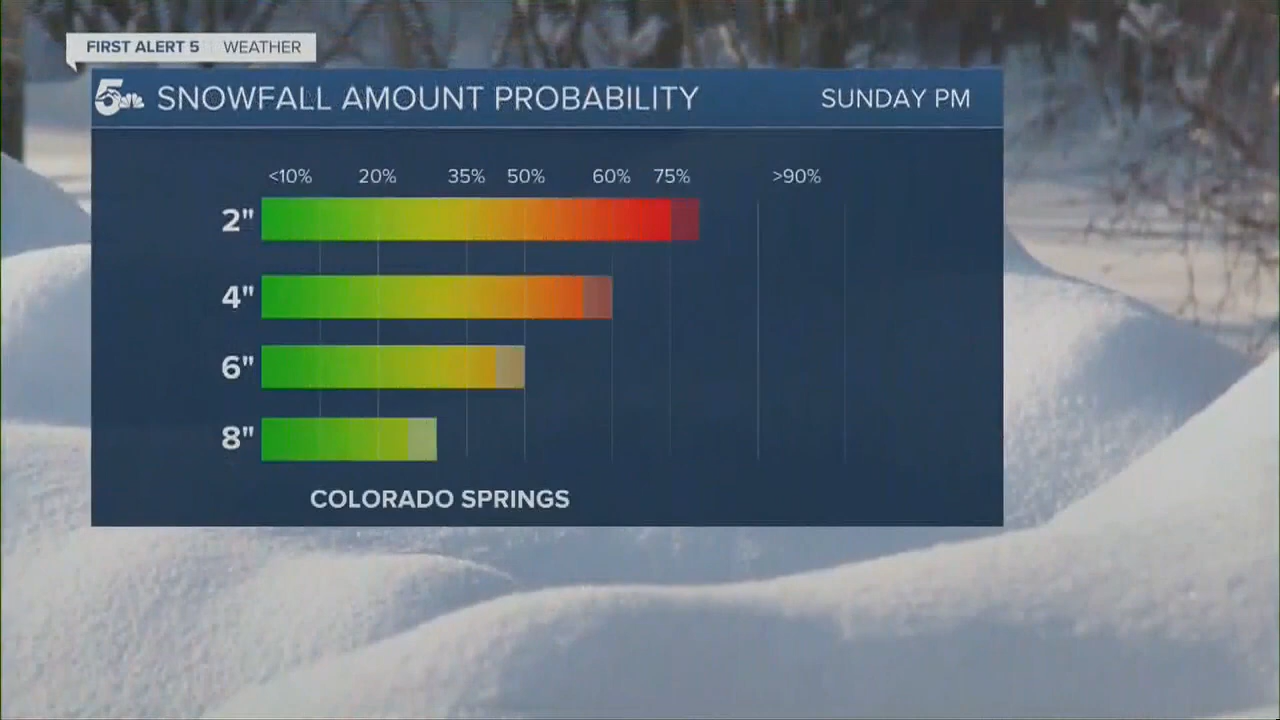 FIRST ALERT 5 WEATHER
5 SNOWFALL AMOUNT PROBABILITY SUNDAY PM
<10% 20% 35% 50% 60% 75% >90%
2"
4"
6"
8"
COLORADO SPRINGS